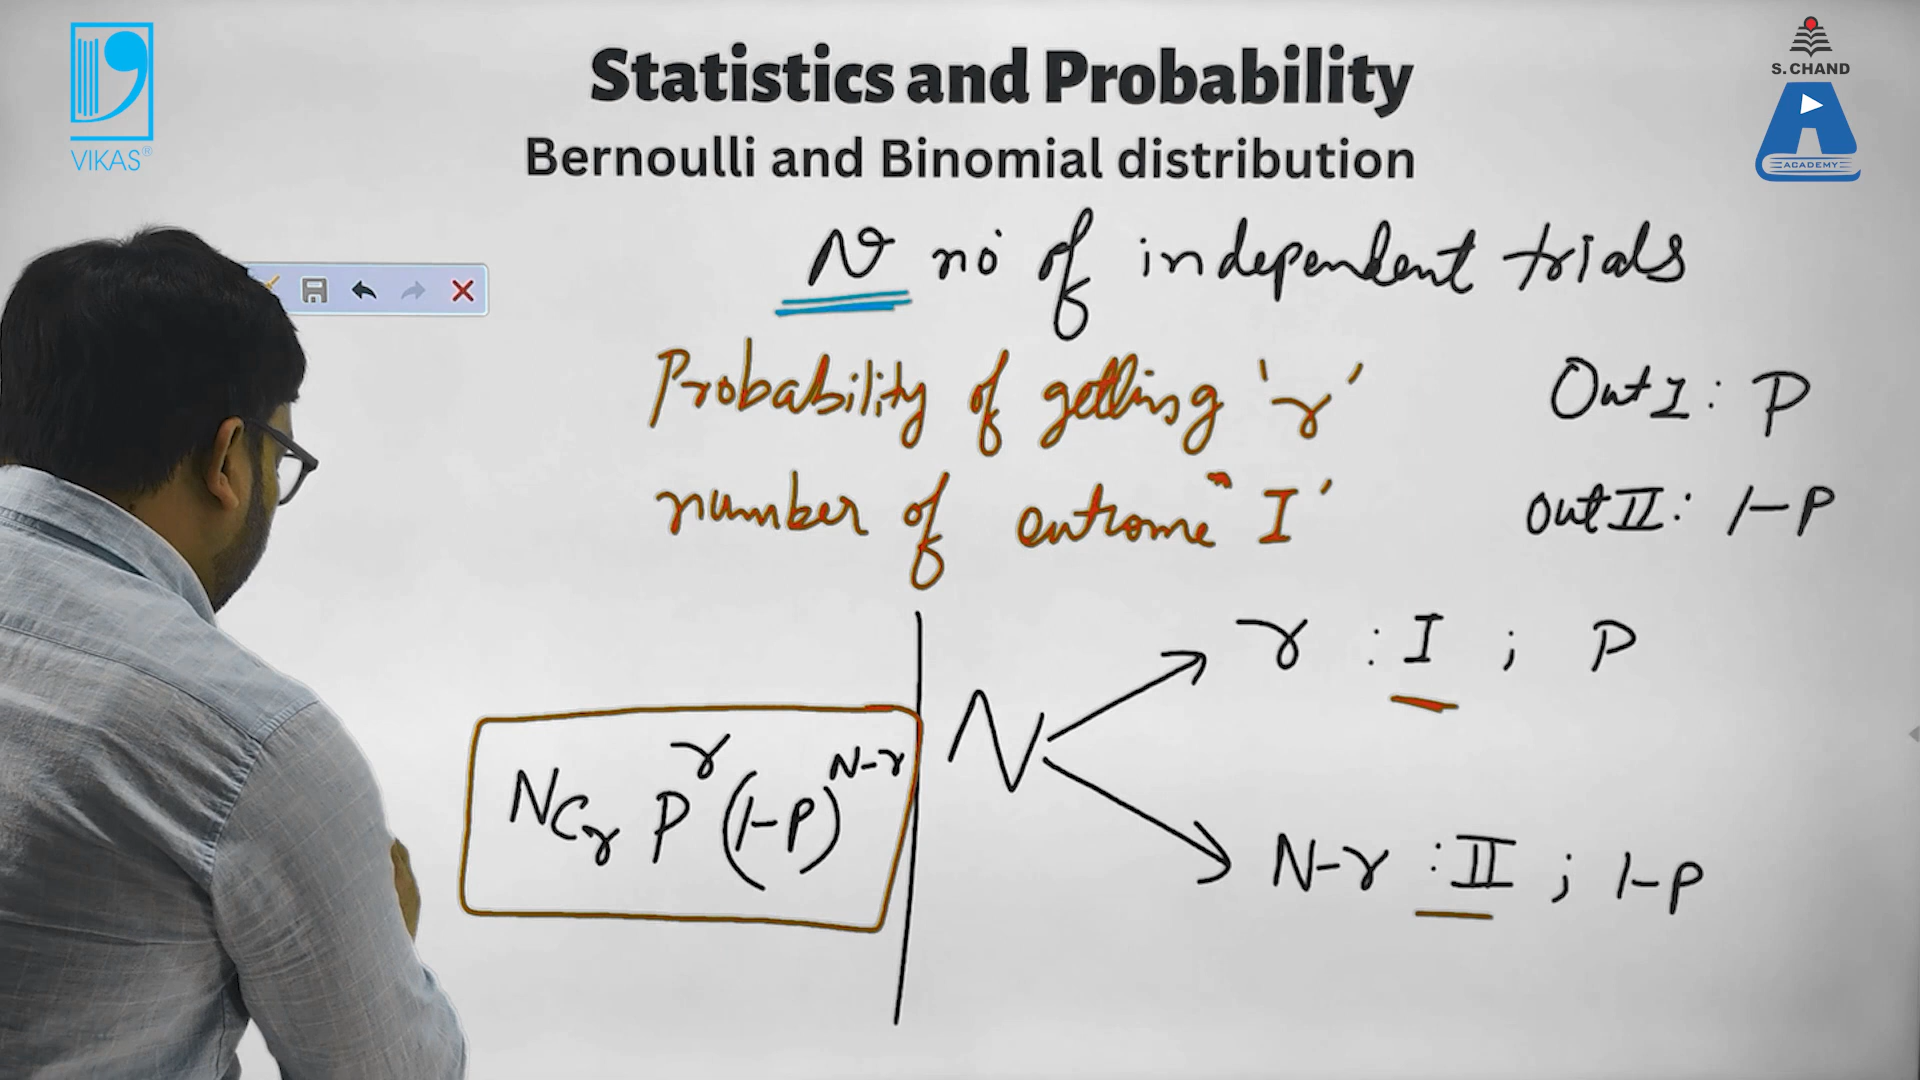 VIKAS®
S. CHAND
ACADEMY
Statistics and Probability
Bernoulli and Binomial distribution
N no of independent trials
Probability of getting 'r'
number of outcome "I'
Out I : P
Out II : 1-P
NCr P^r (1-P)^N-r
N
r : I ; P
N-r : II ; 1-P